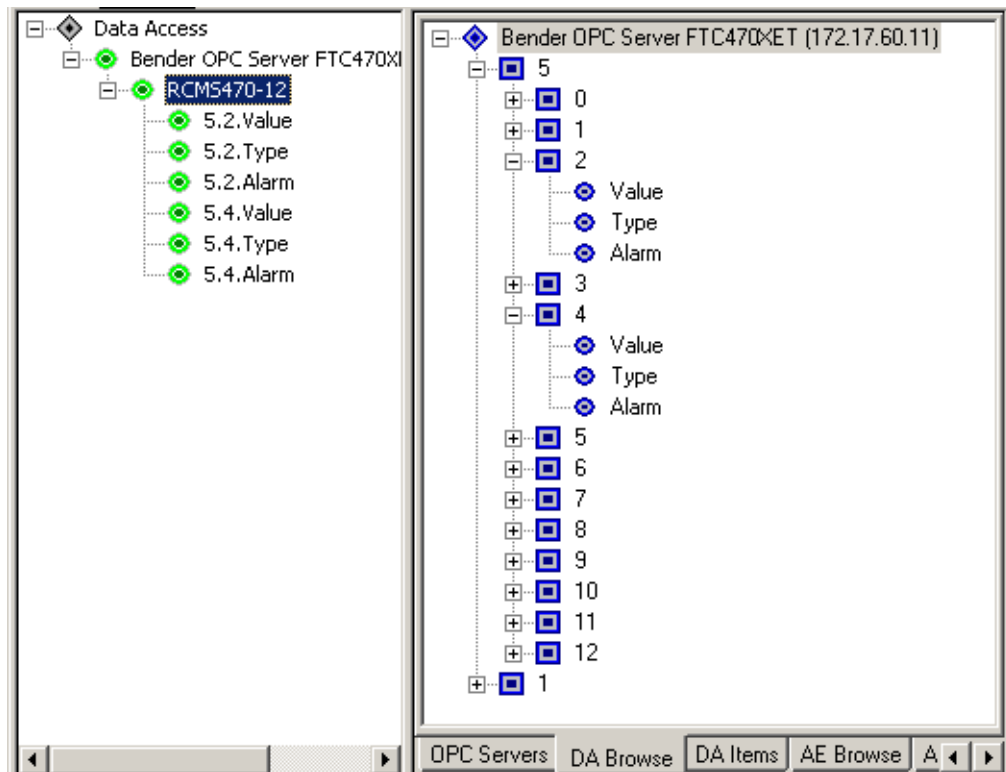 Data Access
Bender OPC Server FTC470XI
RCMS470-12
5.2.Value
5.2.Type
5.2.Alarm
5.4.Value
5.4.Type
5.4.Alarm
Bender OPC Server FTC470XET (172.17.60.11)
5
0
1
2
Value
Type
Alarm
3
4
Value
Type
Alarm
5
6
7
8
9
10
11
12
1
OPC Servers DA Browse DA Items AE Browse A